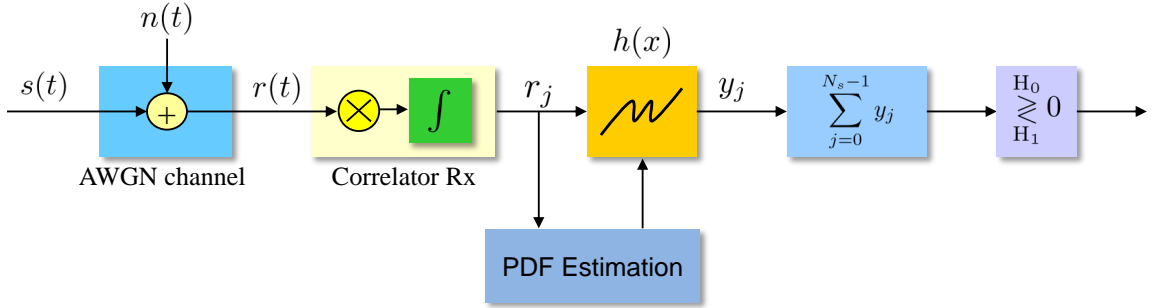 n(t)
h(x)
s(t)
+
r(t)
∫
r_j
y_j
N_s−1
∑ y_j
j=0
H_0
≷ 0
H_1
AWGN channel
Correlator Rx
PDF Estimation